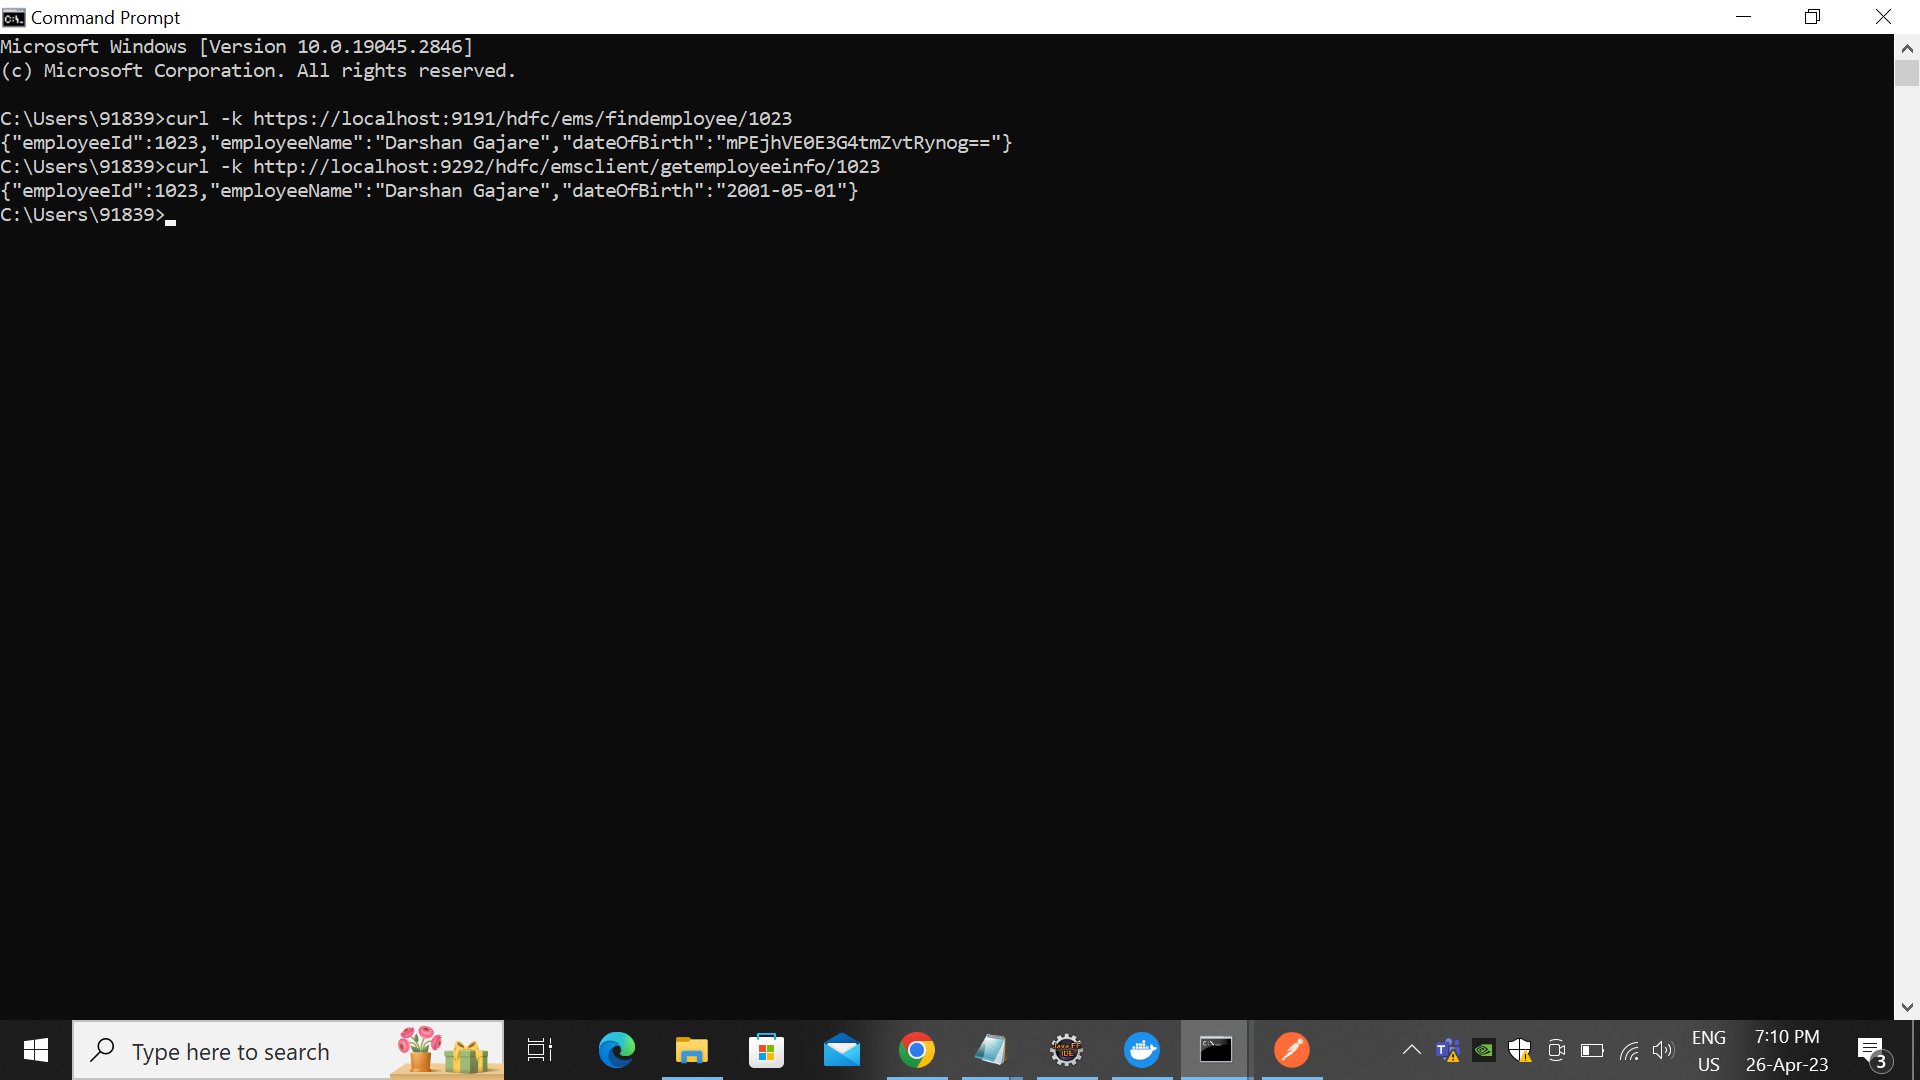 Command Prompt
Microsoft Windows [Version 10.0.19045.2846]
(c) Microsoft Corporation. All rights reserved.
C:\Users\91839>curl -k https://localhost:9191/hdfc/ems/findemployee/1023
{"employeeId":1023,"employeeName":"Darshan Gajare","dateOfBirth":"mPEjhVE0E3G4tmZvtRynog=="}
C:\Users\91839>curl -k http://localhost:9292/hdfc/emsclient/getemployeeinfo/1023
{"employeeId":1023,"employeeName":"Darshan Gajare","dateOfBirth":"2001-05-01"}
C:\Users\91839>
Type here to search
ENG
US
7:10 PM
26-Apr-23
3